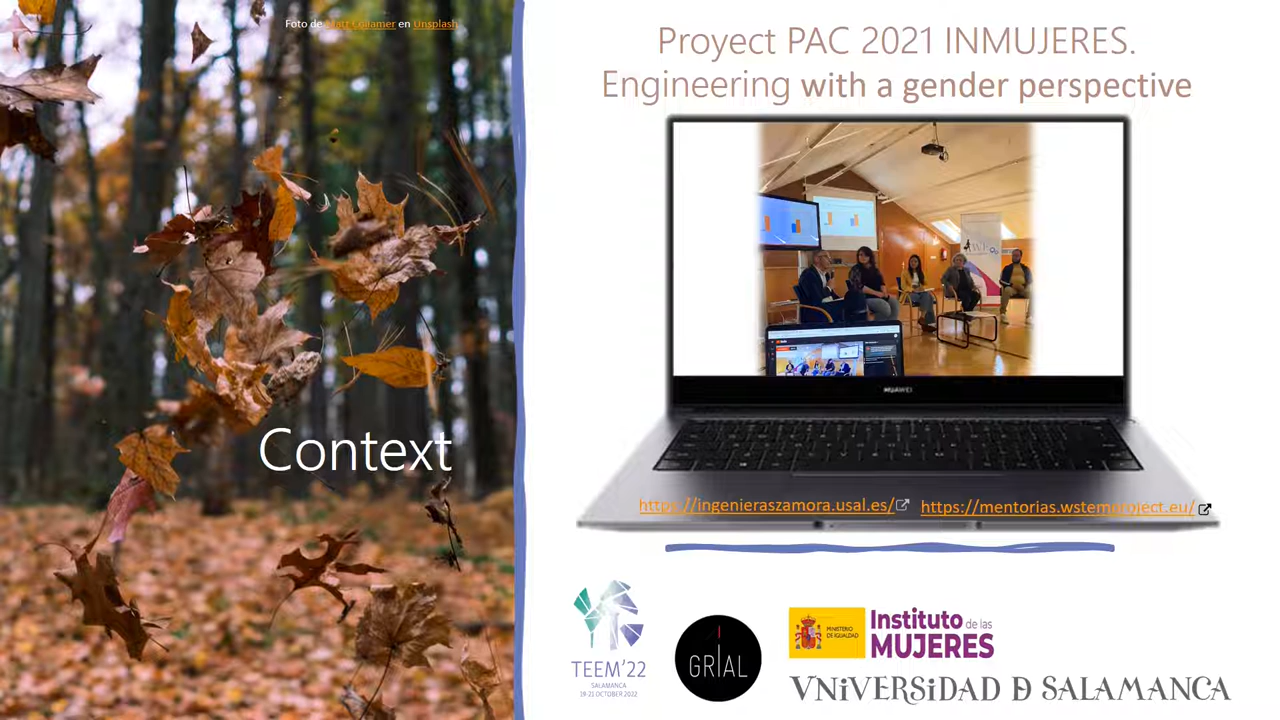 Foto de Matt Collamer en Unsplash
Context
Proyect PAC 2021 INMUJERES.
Engineering with a gender perspective
HUAWEI
https://ingenieraszamora.usal.es/
https://mentorias.wstemproject.eu/
TEEM'22
SALAMANCA
19-21 OCTOBER 2022
GRIAL
MINISTERIO
DE IGUALDAD
Instituto de las
MUJERES
VNiVERSiDAD D SALAMANCA